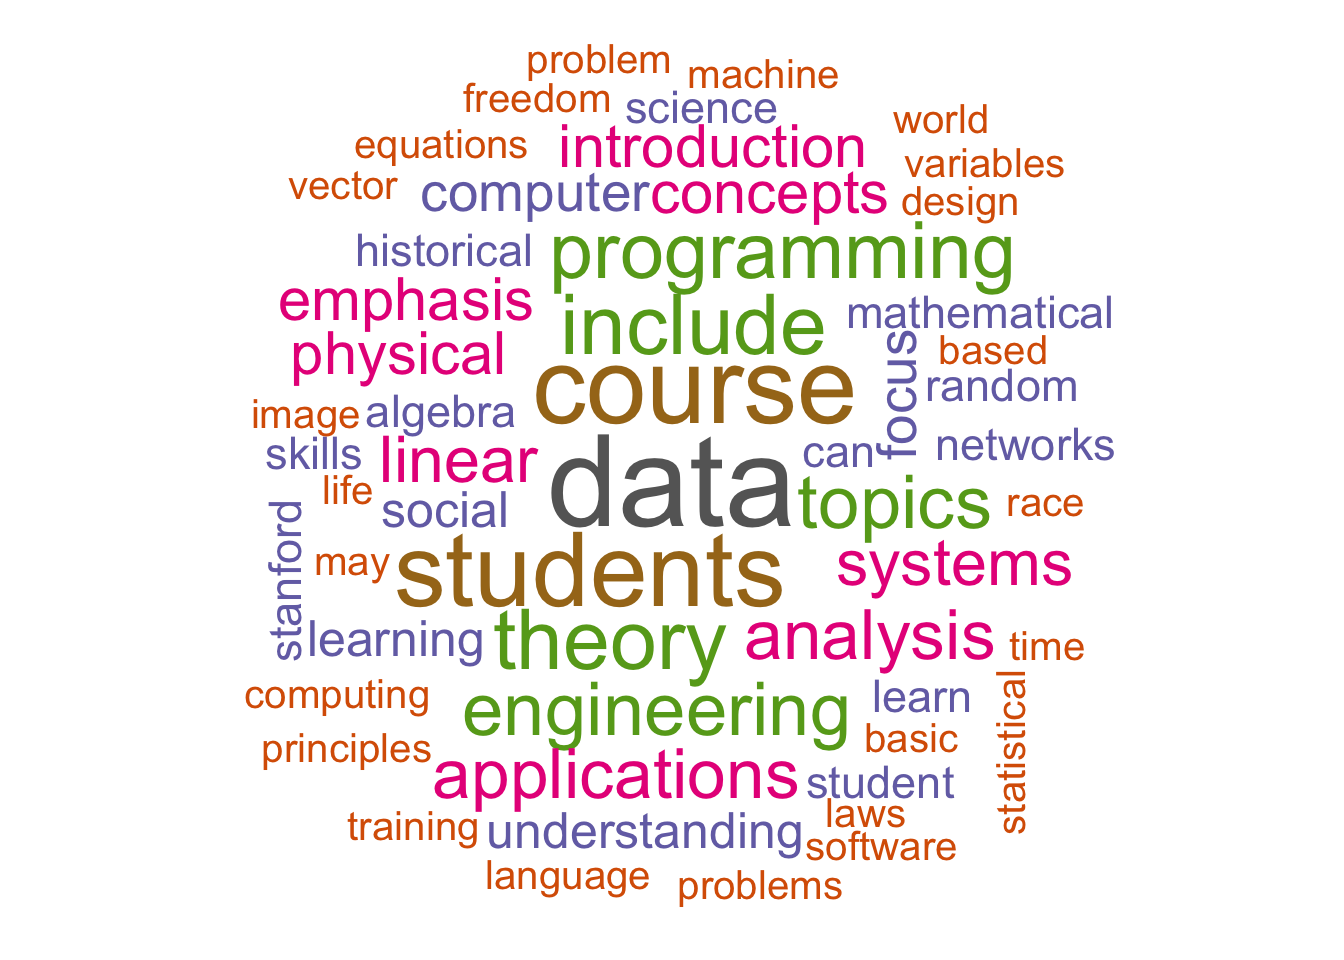 problem
machine
freedom
science
world
equations
introduction
variables
vector
computer
concepts
design
historical
programming
emphasis
include
mathematical
physical
focus
based
course
random
image
algebra
skills
linear
can
networks
data
life
social
topics
race
stanford
may
students
systems
learning
theory
analysis
time
computing
engineering
learn
statistical
principles
basic
applications
student
training
understanding
laws
software
language
problems